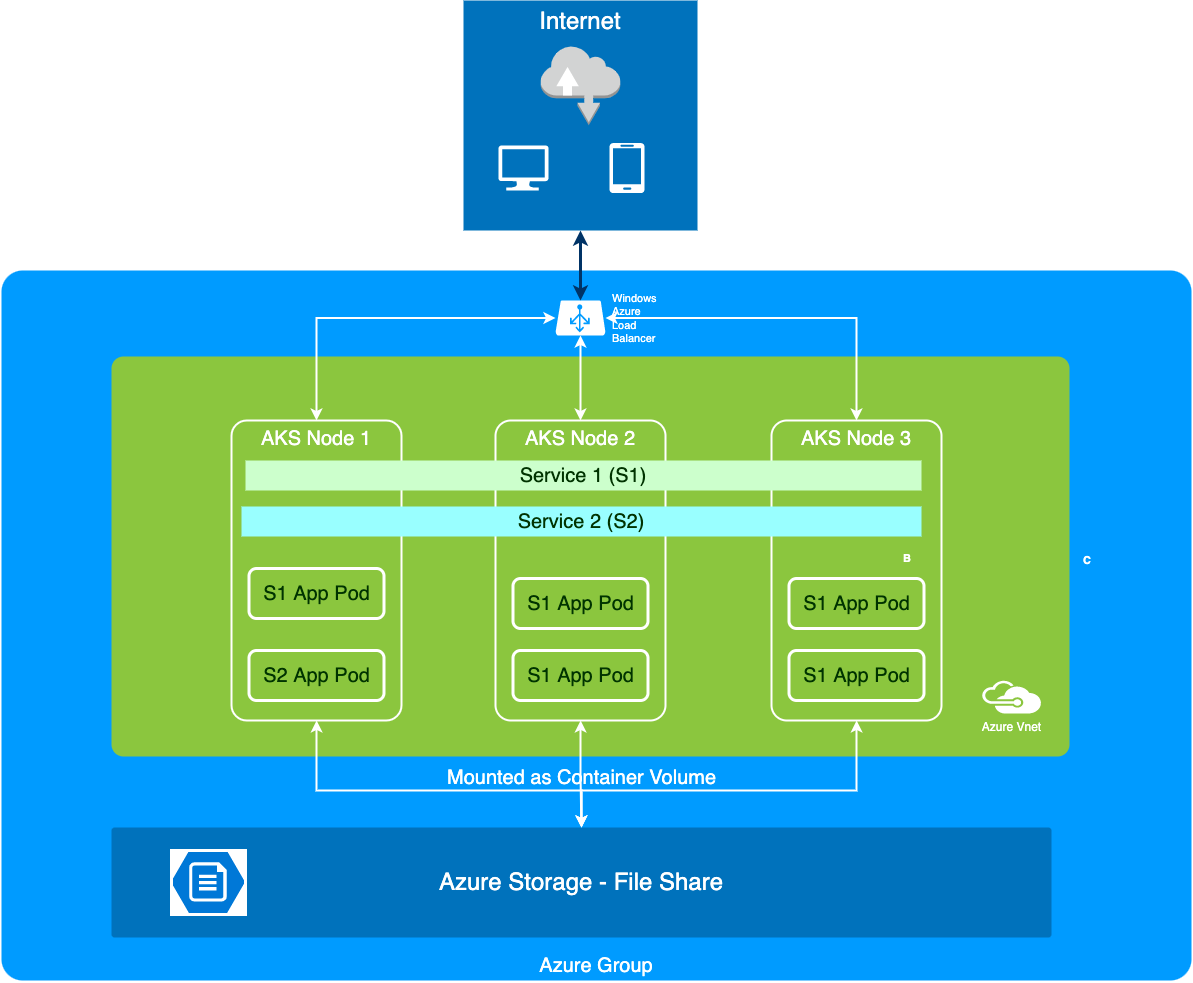 Internet
Windows
Azure
Load
Balancer
AKS Node 1
AKS Node 2
AKS Node 3
Service 1 (S1)
Service 2 (S2)
B
C
S1 App Pod
S1 App Pod
S1 App Pod
S2 App Pod
S1 App Pod
S1 App Pod
Azure Vnet
Mounted as Container Volume
Azure Storage - File Share
Azure Group